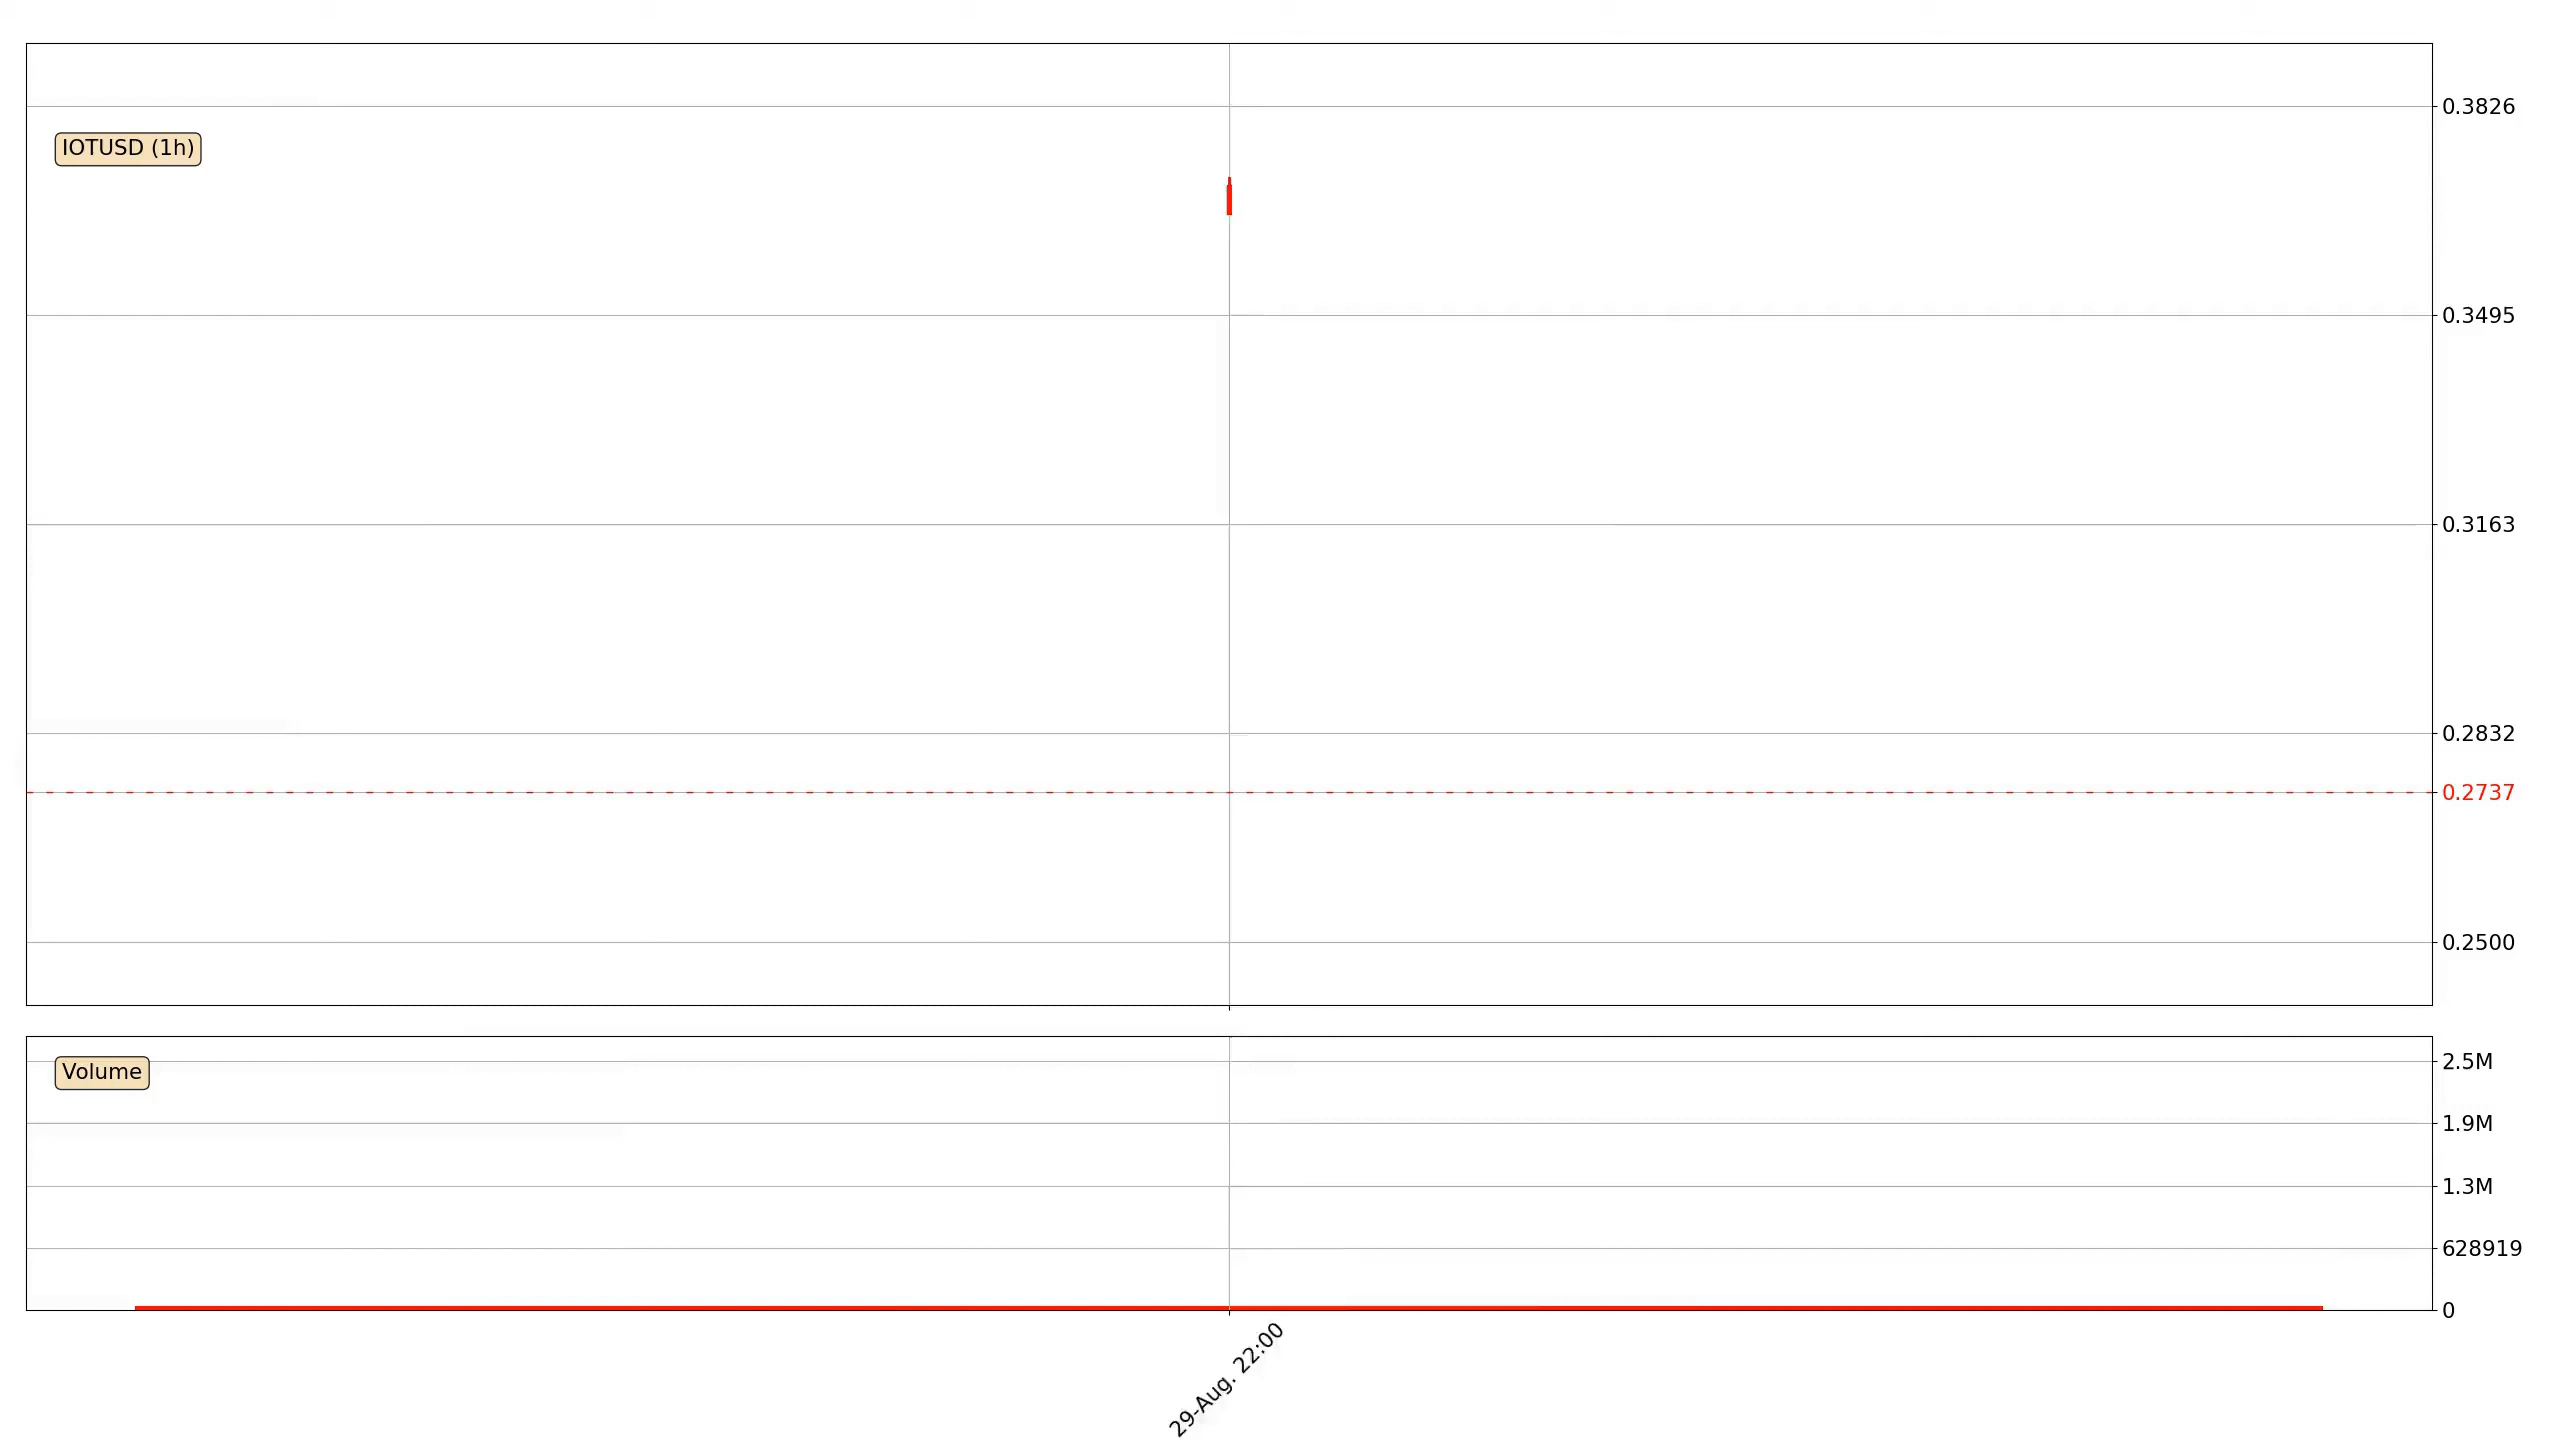 0.3826
IOTUSD (1h)
0.3495
0.3163
0.2832
0.2737
0.2500
Volume
2.5M
1.9M
1.3M
628919
0
29-Aug. 22:00